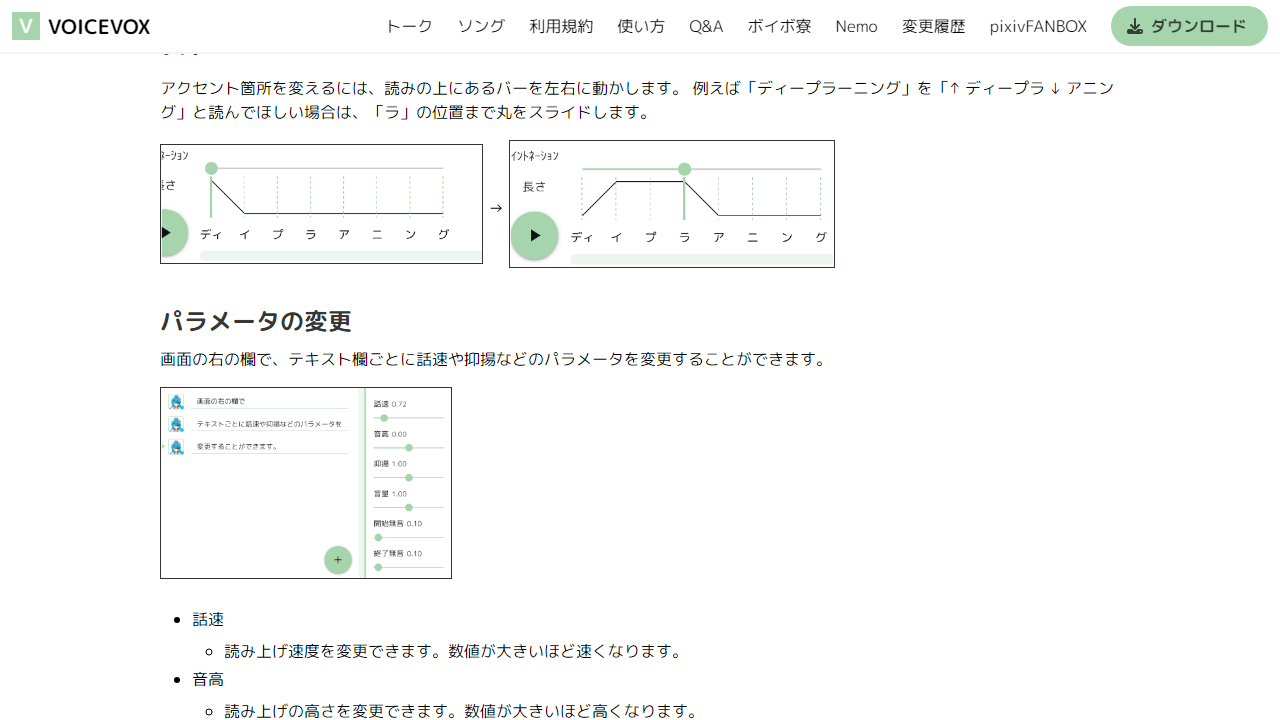 V VOICEVOX トーク ソング 利用規約 使い方 Q&A ボイボ寮 Nemo 変更履歴 pixivFANBOX ダウンロード
アクセント箇所を変えるには、読みの上にあるバーを左右に動かします。 例えば「ディープラーニング」を「↑ ディープラ ↓ アニン
グ」と読んでほしい場合は、「ラ」の位置まで丸をスライドします。
ﾈｰｼｮﾝ
長さ
ディ イ プ ラ ア ニ ン グ
→
ｲﾝﾄﾈｰｼｮﾝ
長さ
ディ イ プ ラ ア ニ ン グ
パラメータの変更
画面の右の欄で、テキスト欄ごとに話速や抑揚などのパラメータを変更することができます。
画面の右の欄で
テキストごとに話速や抑揚などのパラメータを
変更することができます。
話速 0.72
音高 0.00
抑揚 1.00
音量 1.00
開始無音 0.10
終了無音 0.10
+
• 話速
◦ 読み上げ速度を変更できます。数値が大きいほど速くなります。
• 音高
◦ 読み上げの高さを変更できます。数値が大きいほど高くなります。